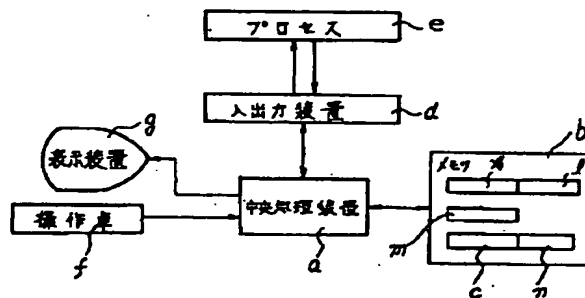 プロセス e
入出力装置 d
g
表示装置
b
メモリ l
中央処理装置
操作卓
m
f a c n